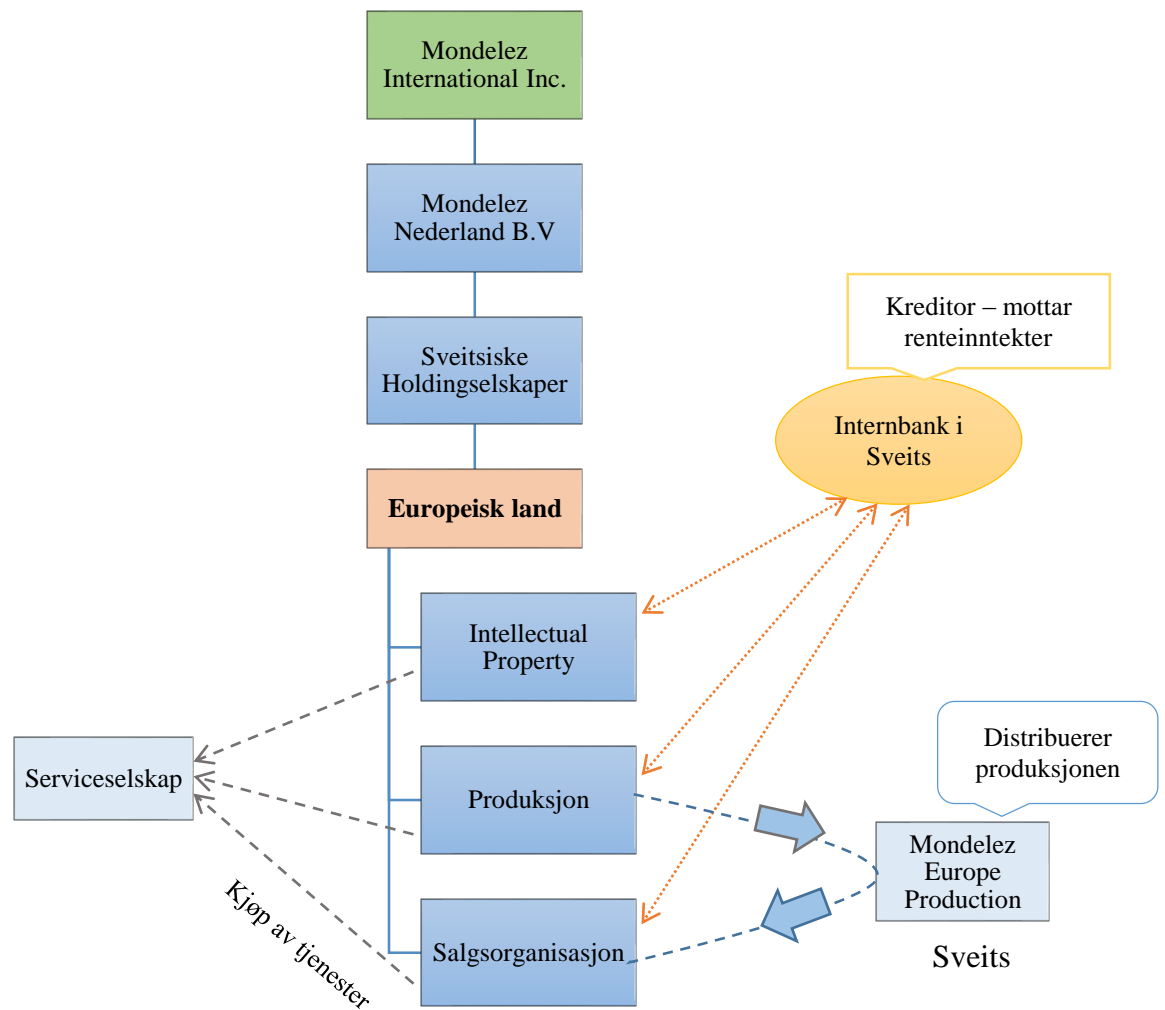 Mondelez
International Inc.
Mondelez
Nederland B.V
Sveitsiske
Holdingselskaper
Europeisk land
Kreditor – mottar
renteinntekter
Internbank i
Sveits
Intellectual
Property
Serviceselskap
Produksjon
Distribuerer
produksjonen
Mondelez
Europe
Production
Sveits
Salgsorganisasjon
Kjøp av tjenester